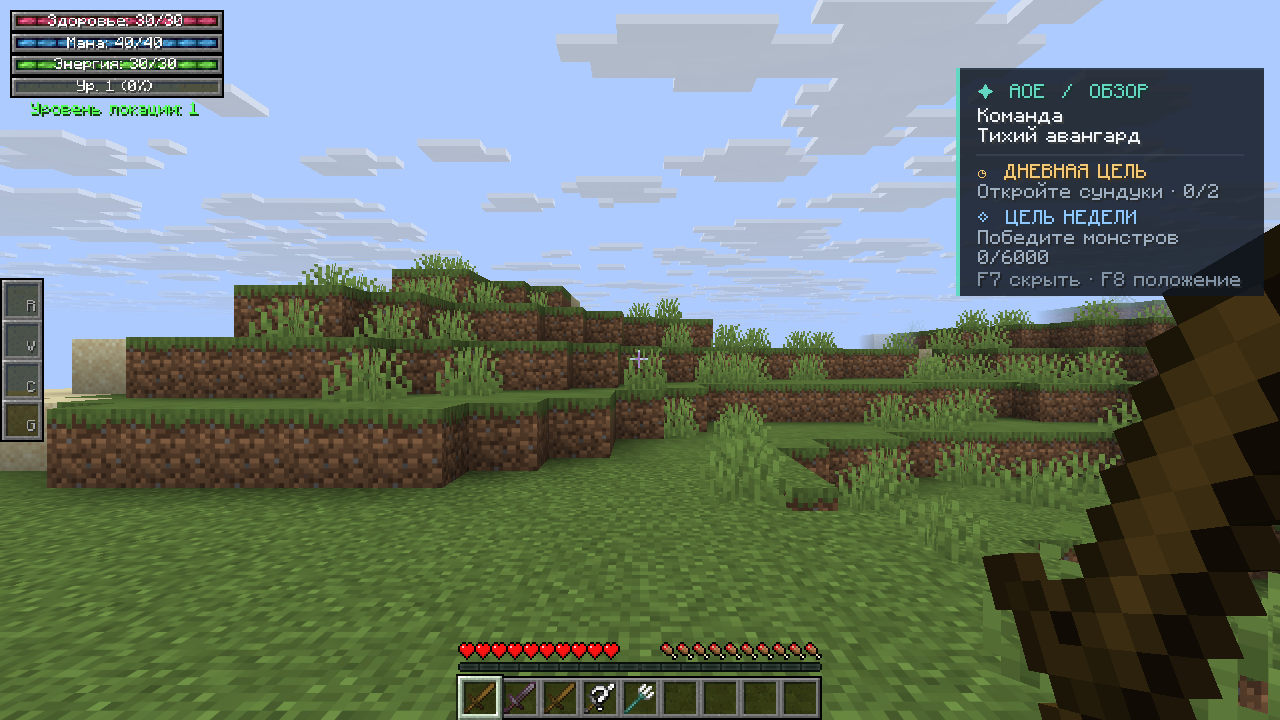 Здоровье: 30/30
Мана: 40/40
Энергия: 30/30
Ур. 1 (0%)
Уровень локации: 1
AOE / ОБЗОР
Команда
Тихий авангард
ДНЕВНАЯ ЦЕЛЬ
Откройте сундуки · 0/2
ЦЕЛЬ НЕДЕЛИ
Победите монстров
0/6000
F7 скрыть · F8 положение
R
V
C
G